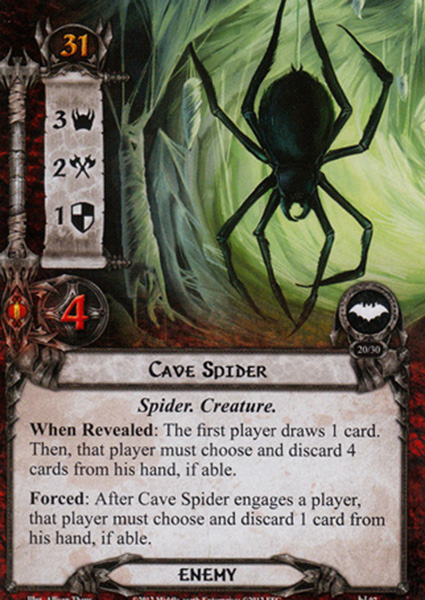 31
3
2
1
4
20/30
CAVE SPIDER
Spider. Creature.
When Revealed: The first player draws 1 card.
Then, that player must choose and discard 4
cards from his hand, if able.
Forced: After Cave Spider engages a player,
that player must choose and discard 1 card from
his hand, if able.
ENEMY